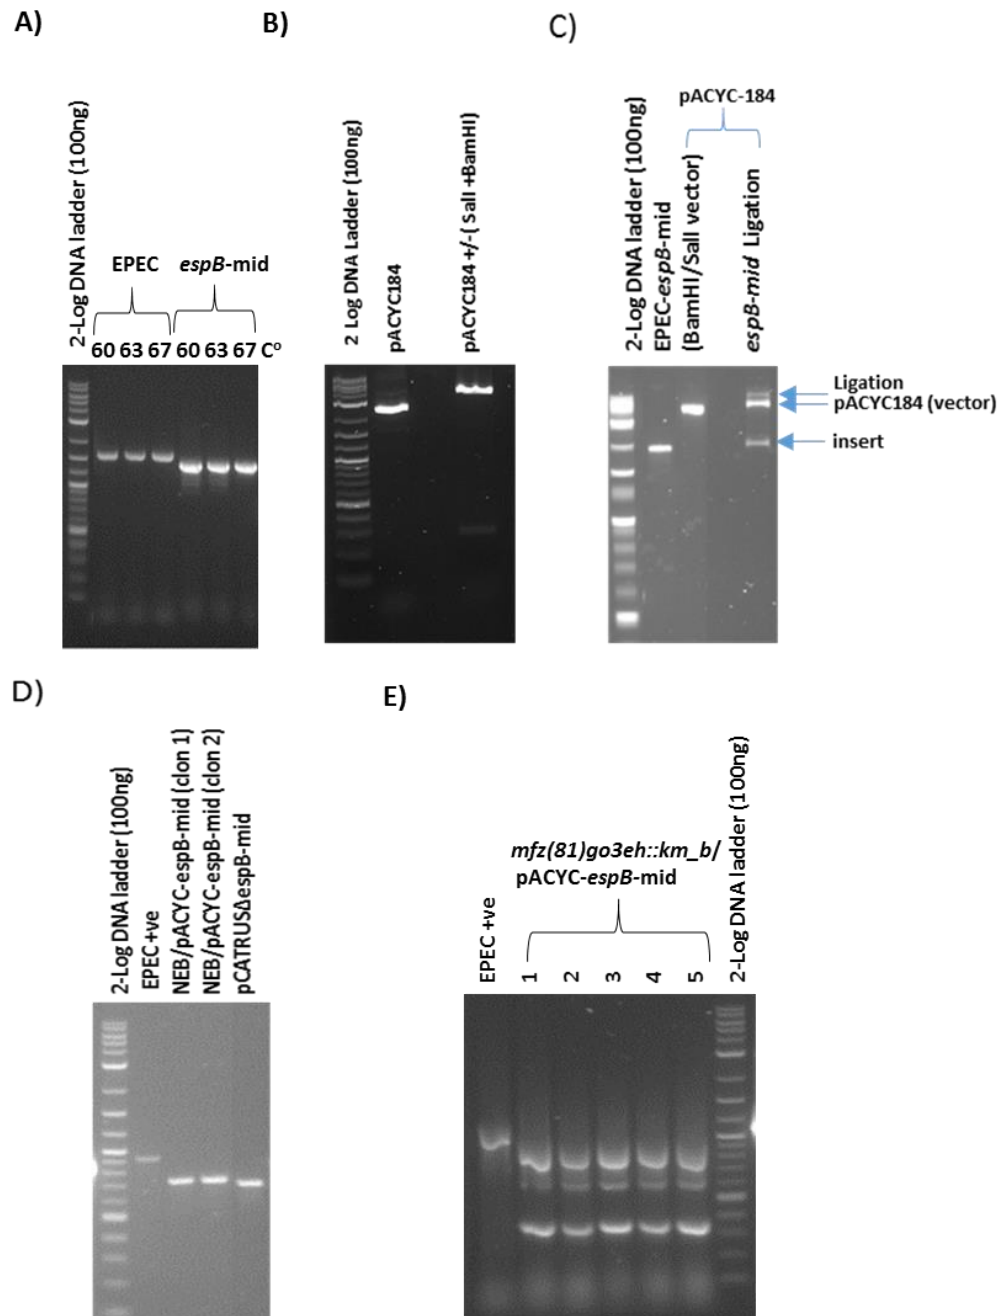 A)
2-Log DNA ladder (100ng)
EPEC
espB-mid
60 63 67 60 63 67 Cº
B)
2 Log DNA Ladder (100ng)
pACYC184
pACYC184 +/-( SalI +BamHI)
C)
pACYC-184
2-Log DNA ladder (100ng)
EPEC-espB-mid
(BamHI/SalI vector)
espB-mid Ligation
Ligation
pACYC184 (vector)
insert
D)
2-Log DNA ladder (100ng)
EPEC +ve
NEB/pACYC-espB-mid (clon 1)
NEB/pACYC-espB-mid (clon 2)
pCATRUSΔespB-mid
E)
EPEC +ve
mfz(81)go3eh::km_b/
pACYC-espB-mid
1 2 3 4 5
2-Log DNA ladder (100ng)